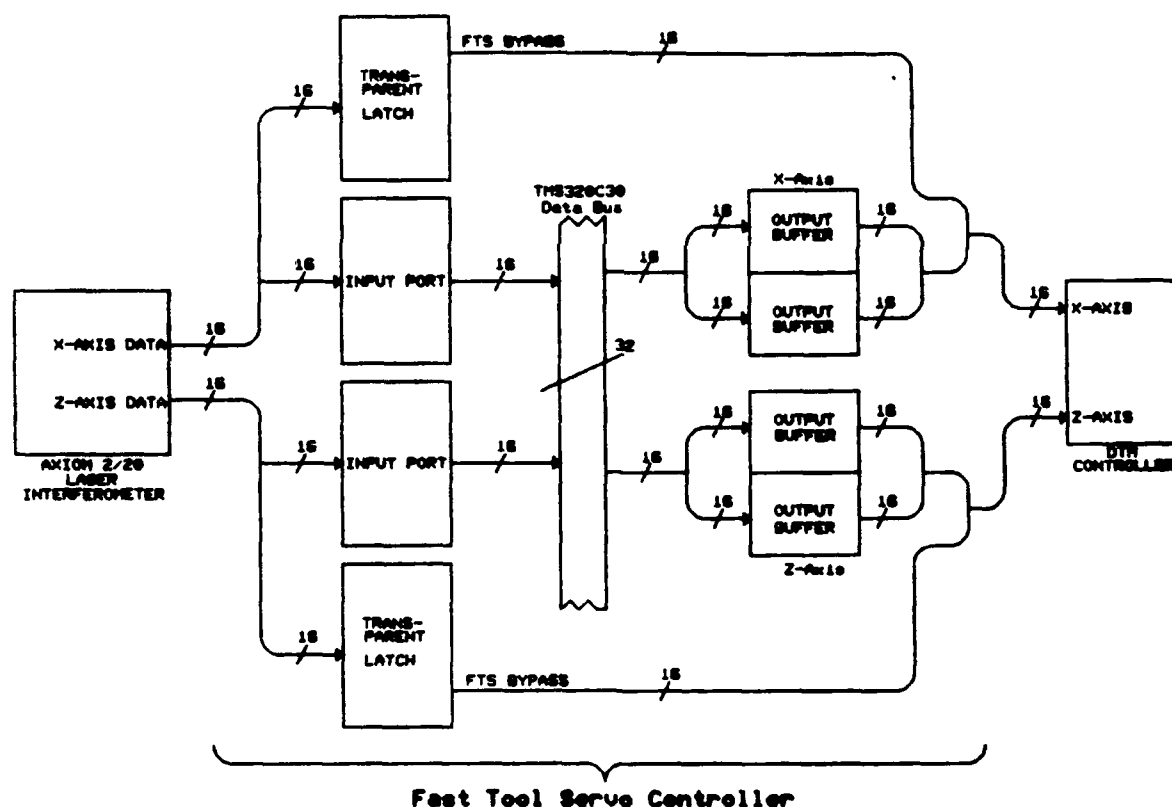 FTS BYPASS
16
TRANS-
PARENT
LATCH
16
TMS320C30
Data Bus
X-Axis
16
OUTPUT
BUFFER
16
16
INPUT PORT
16
16
16
OUTPUT
BUFFER
16
16
X-AXIS
X-AXIS DATA
16
32
Z-AXIS DATA
16
16
OUTPUT
BUFFER
16
16
Z-AXIS
16
INPUT PORT
16
16
DTM
CONTROLLER
AXIOM 2/20
LASER
INTERFEROMETER
16
OUTPUT
BUFFER
16
Z-Axis
TRANS-
PARENT
LATCH
16
FTS BYPASS
16
Fast Tool Servo Controller